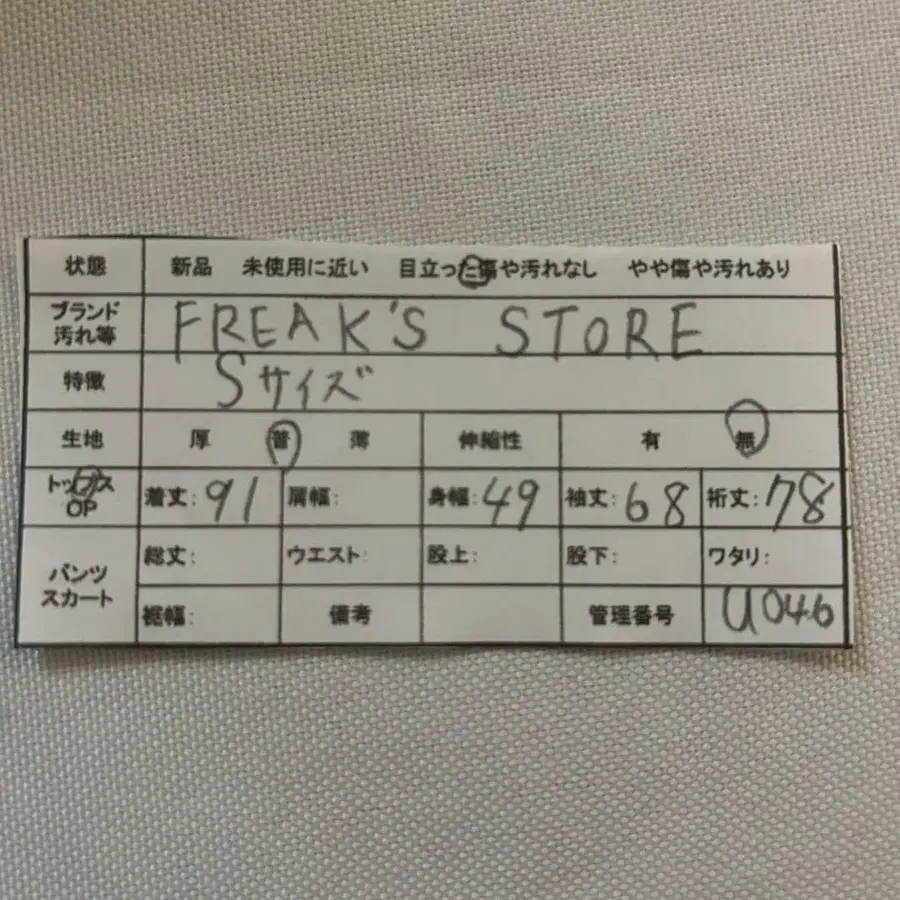 状態 新品 未使用に近い 目立った傷や汚れなし やや傷や汚れあり
ブランド
汚れ等 FREAK'S STORE
特徴 Sサイズ
生地 厚 普 薄 伸縮性 有 無
トップス
OP 着丈: 91 肩幅: 身幅: 49 袖丈: 68 裄丈: 78
パンツ
スカート 総丈: ウエスト: 股上: 股下: ワタリ:
裾幅: 備考 管理番号 U046